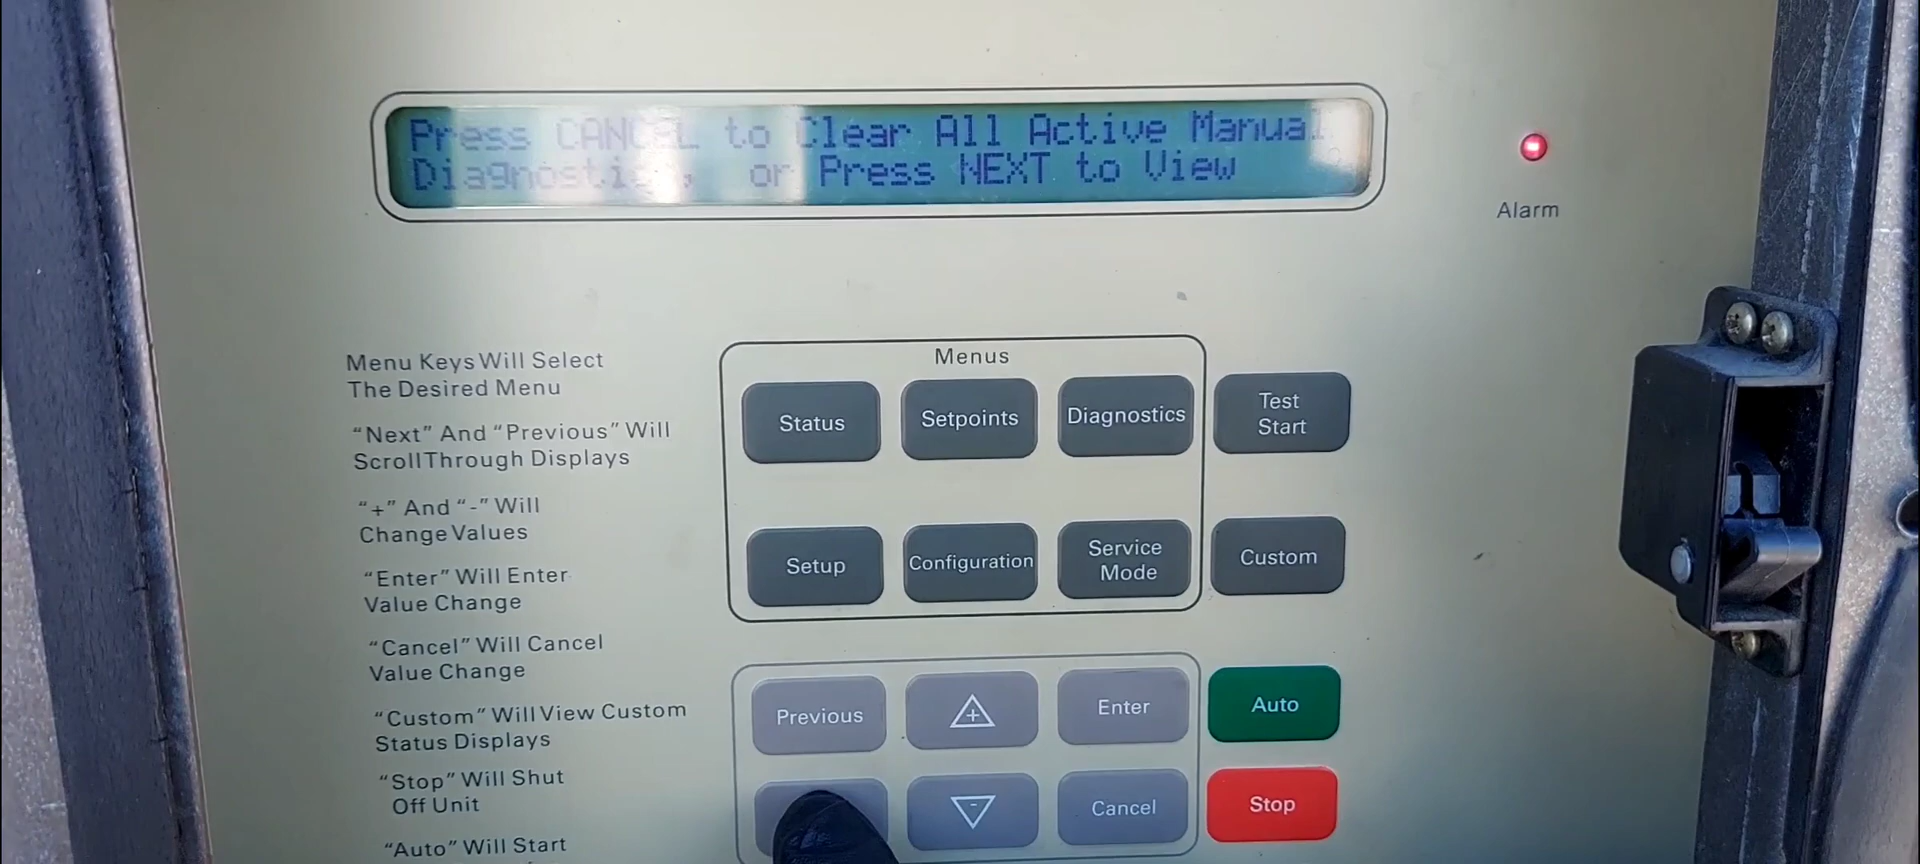 Press CANCEL to Clear All Active Manual
Diagnostics, or Press NEXT to View
Alarm
Menu Keys Will Select
The Desired Menu
“Next” And “Previous” Will
Scroll Through Displays
“+” And “-” Will
Change Values
“Enter” Will Enter
Value Change
“Cancel” Will Cancel
Value Change
“Custom” Will View Custom
Status Displays
“Stop” Will Shut
Off Unit
“Auto” Will Start
Menus
Status
Setpoints
Diagnostics
Test
Start
Setup
Configuration
Service
Mode
Custom
Previous
+
Enter
Auto
-
Cancel
Stop